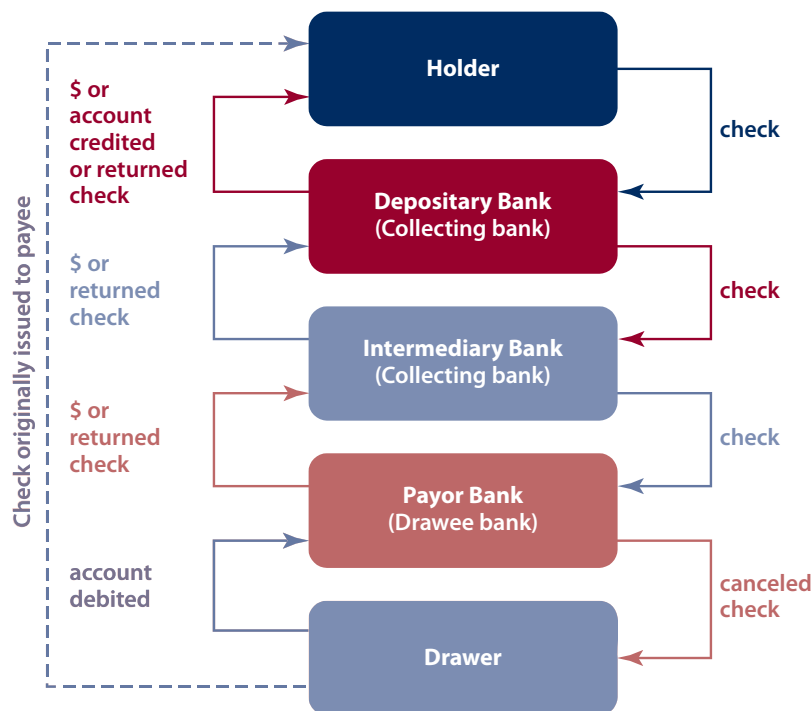 Holder
$ or
account
credited
or returned
check
check
Depositary Bank
(Collecting bank)
$ or
returned
check
check
Intermediary Bank
(Collecting bank)
$ or
returned
check
check
Payor Bank
(Drawee bank)
account
debited
canceled
check
Drawer
Check originally issued to payee